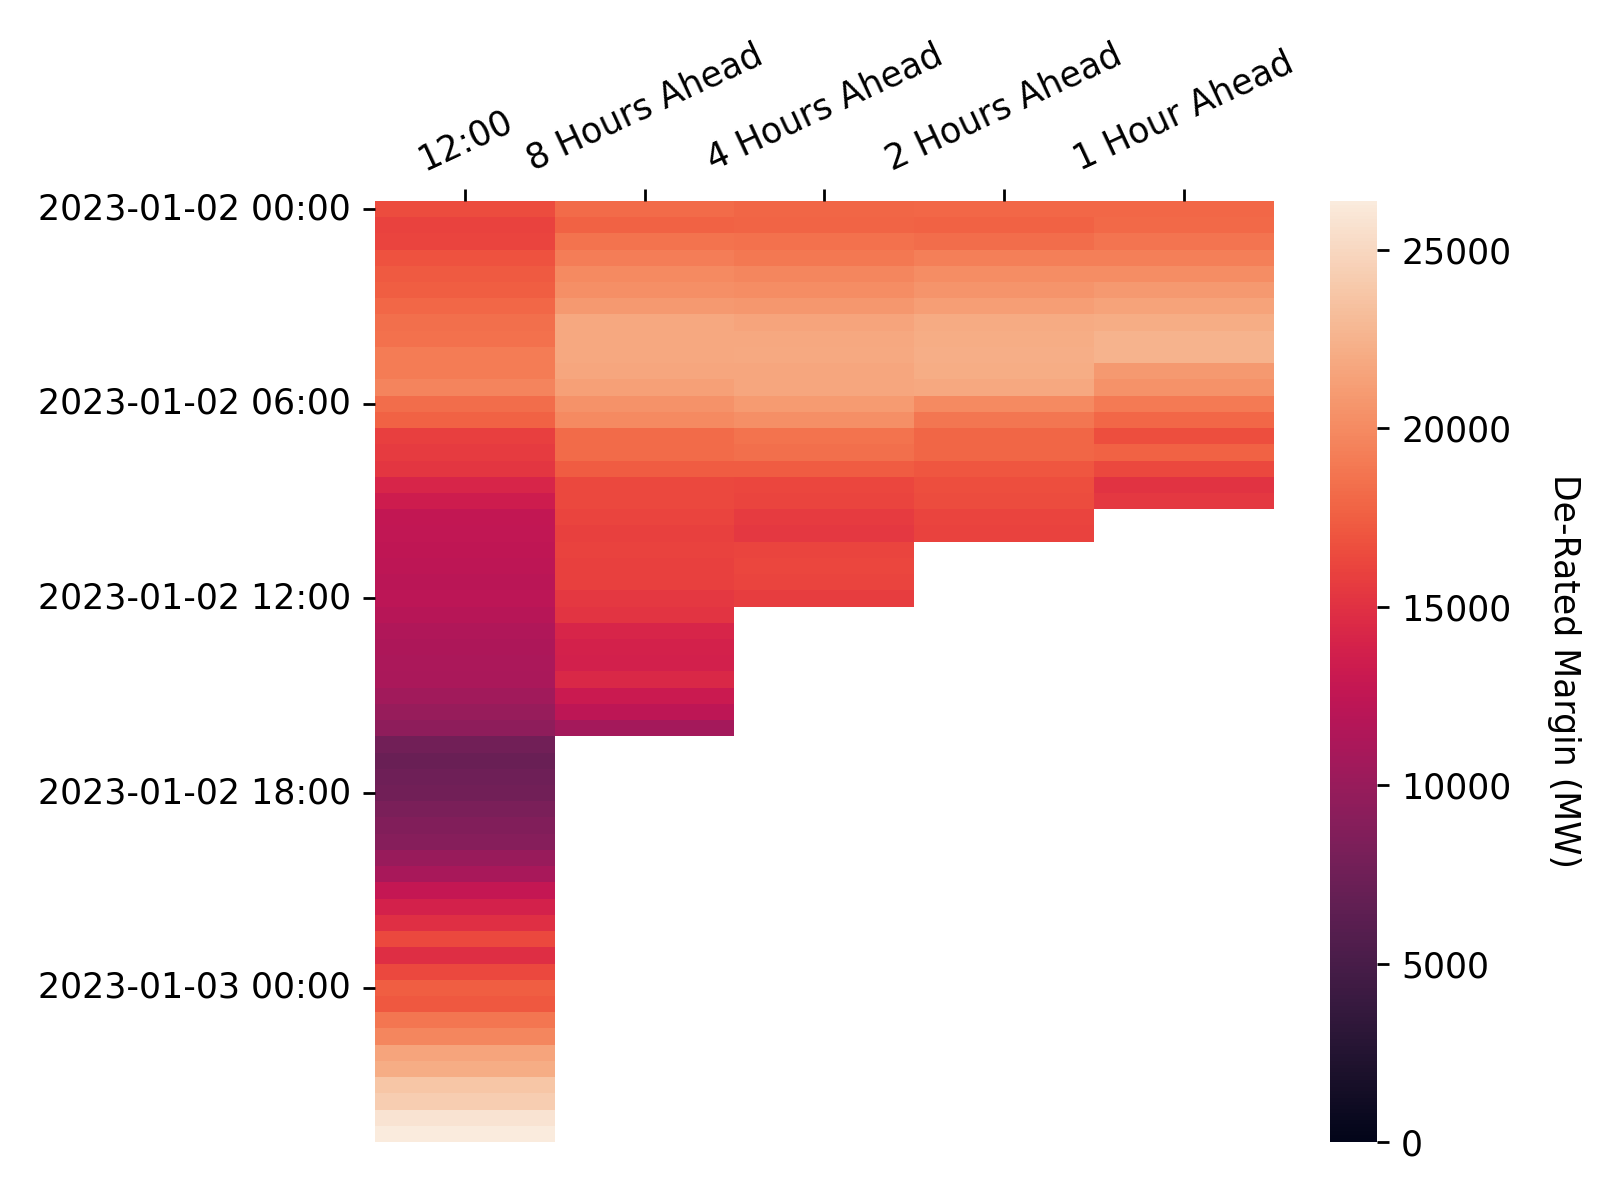 12:00
8 Hours Ahead
4 Hours Ahead
2 Hours Ahead
1 Hour Ahead
2023-01-02 00:00
2023-01-02 06:00
2023-01-02 12:00
2023-01-02 18:00
2023-01-03 00:00
25000
20000
15000
10000
5000
0
De-Rated Margin (MW)